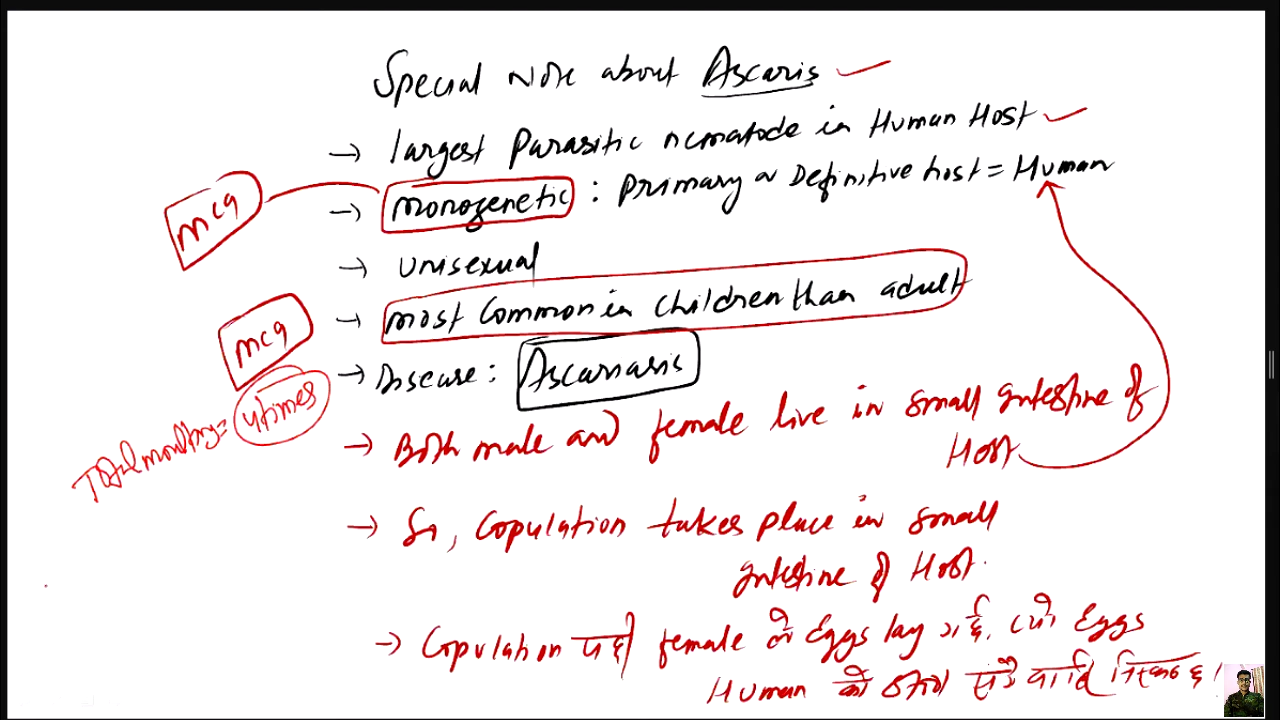 Special Note about Ascaris
→ largest Parasitic nematode in Human Host
mcq
→ monogenetic : Primary or Definitive host = Human
→ unisexual
→ most Common in children than adult
mcq
→ Disease : Ascariasis
Total moulting = 4 times
→ Both male and female live in small intestine of
Host
→ So, Copulation takes place in small
intestine of Host.
→ Copulation पछी female ले Eggs lay गर्छ. त्यो Eggs
Human को